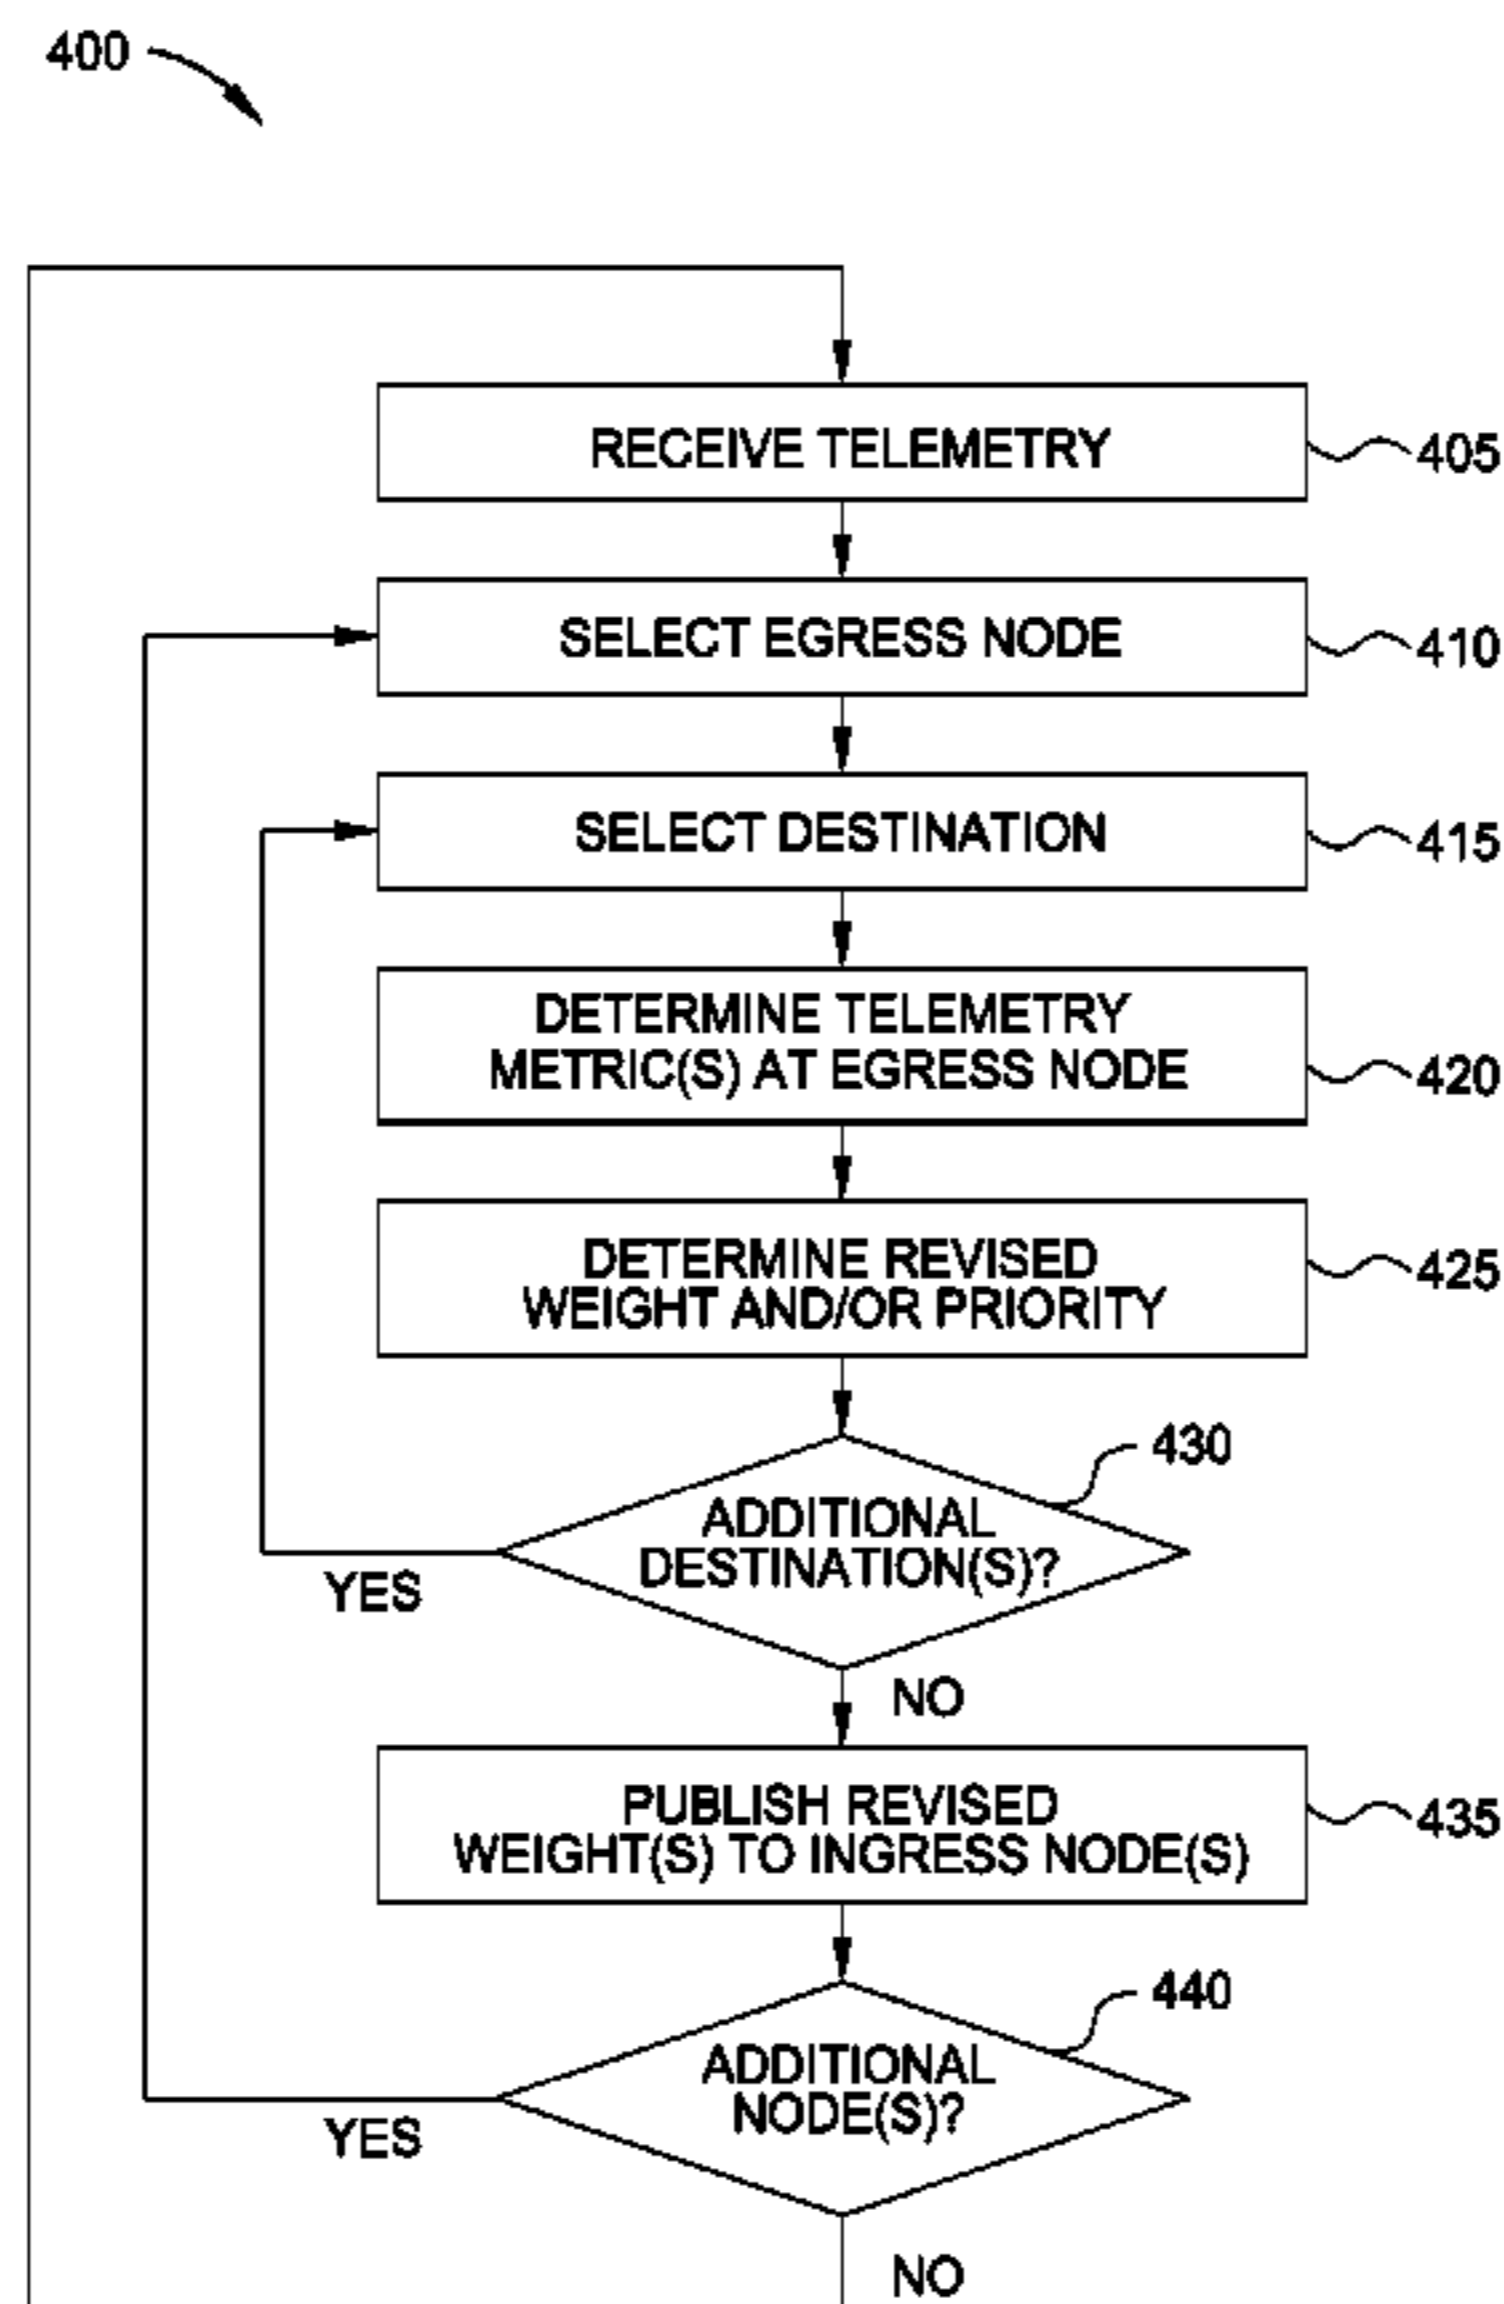 400
RECEIVE TELEMETRY
405
SELECT EGRESS NODE
410
SELECT DESTINATION
415
DETERMINE TELEMETRY
METRIC(S) AT EGRESS NODE
420
DETERMINE REVISED
WEIGHT AND/OR PRIORITY
425
430
ADDITIONAL
DESTINATION(S)?
YES
NO
PUBLISH REVISED
WEIGHT(S) TO INGRESS NODE(S)
435
440
ADDITIONAL
NODE(S)?
YES
NO